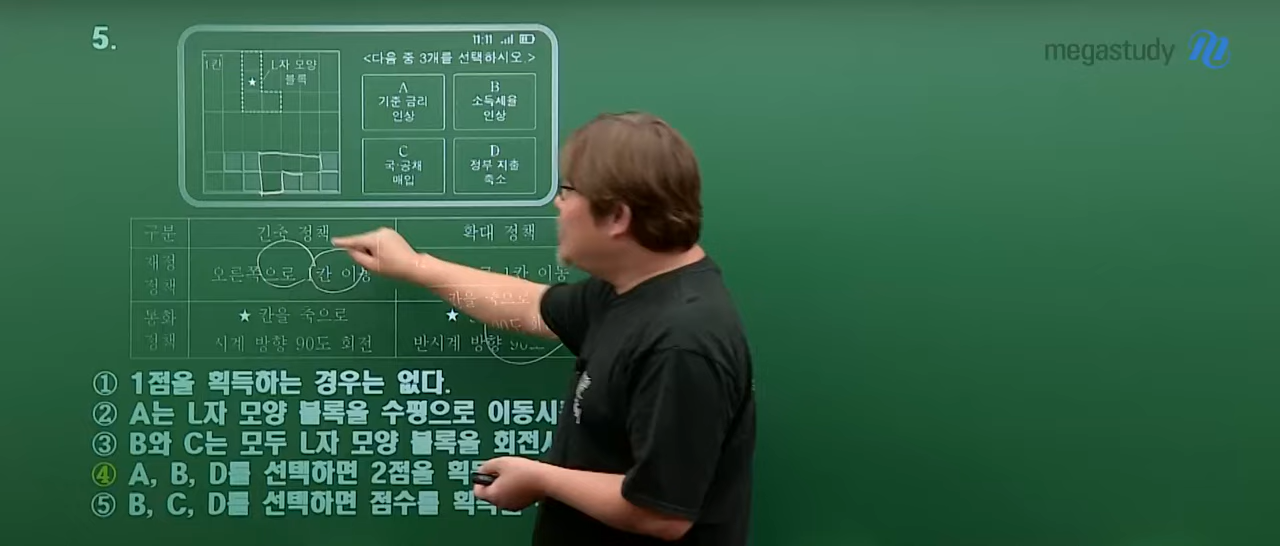 5.
megastudy
11:11
1칸
L자 모양
블록
★
<다음 중 3개를 선택하시오.>
A
기준 금리
인상
B
소득세율
인상
C
국·공채
매입
D
정부 지출
축소
구분 긴축 정책 확대 정책
재정
정책
오른쪽으로 1칸 이동
1칸 이동
통화
정책
★ 칸을 축으로
시계 방향 90도 회전
★
반시계 방향 90도
① 1점을 획득하는 경우는 없다.
② A는 L자 모양 블록을 수평으로 이동시
③ B와 C는 모두 L자 모양 블록을 회전시
④ A, B, D를 선택하면 2점을 획
⑤ B, C, D를 선택하면 점수를 획